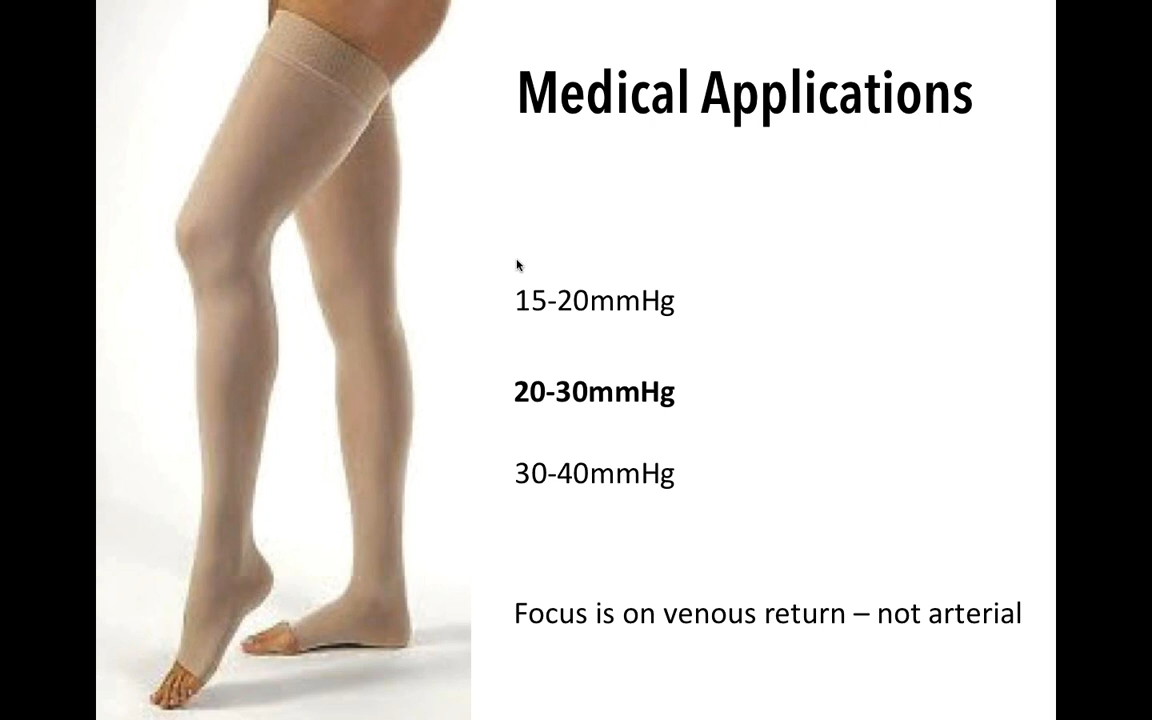 Medical Applications
15-20mmHg
20-30mmHg
30-40mmHg
Focus is on venous return – not arterial